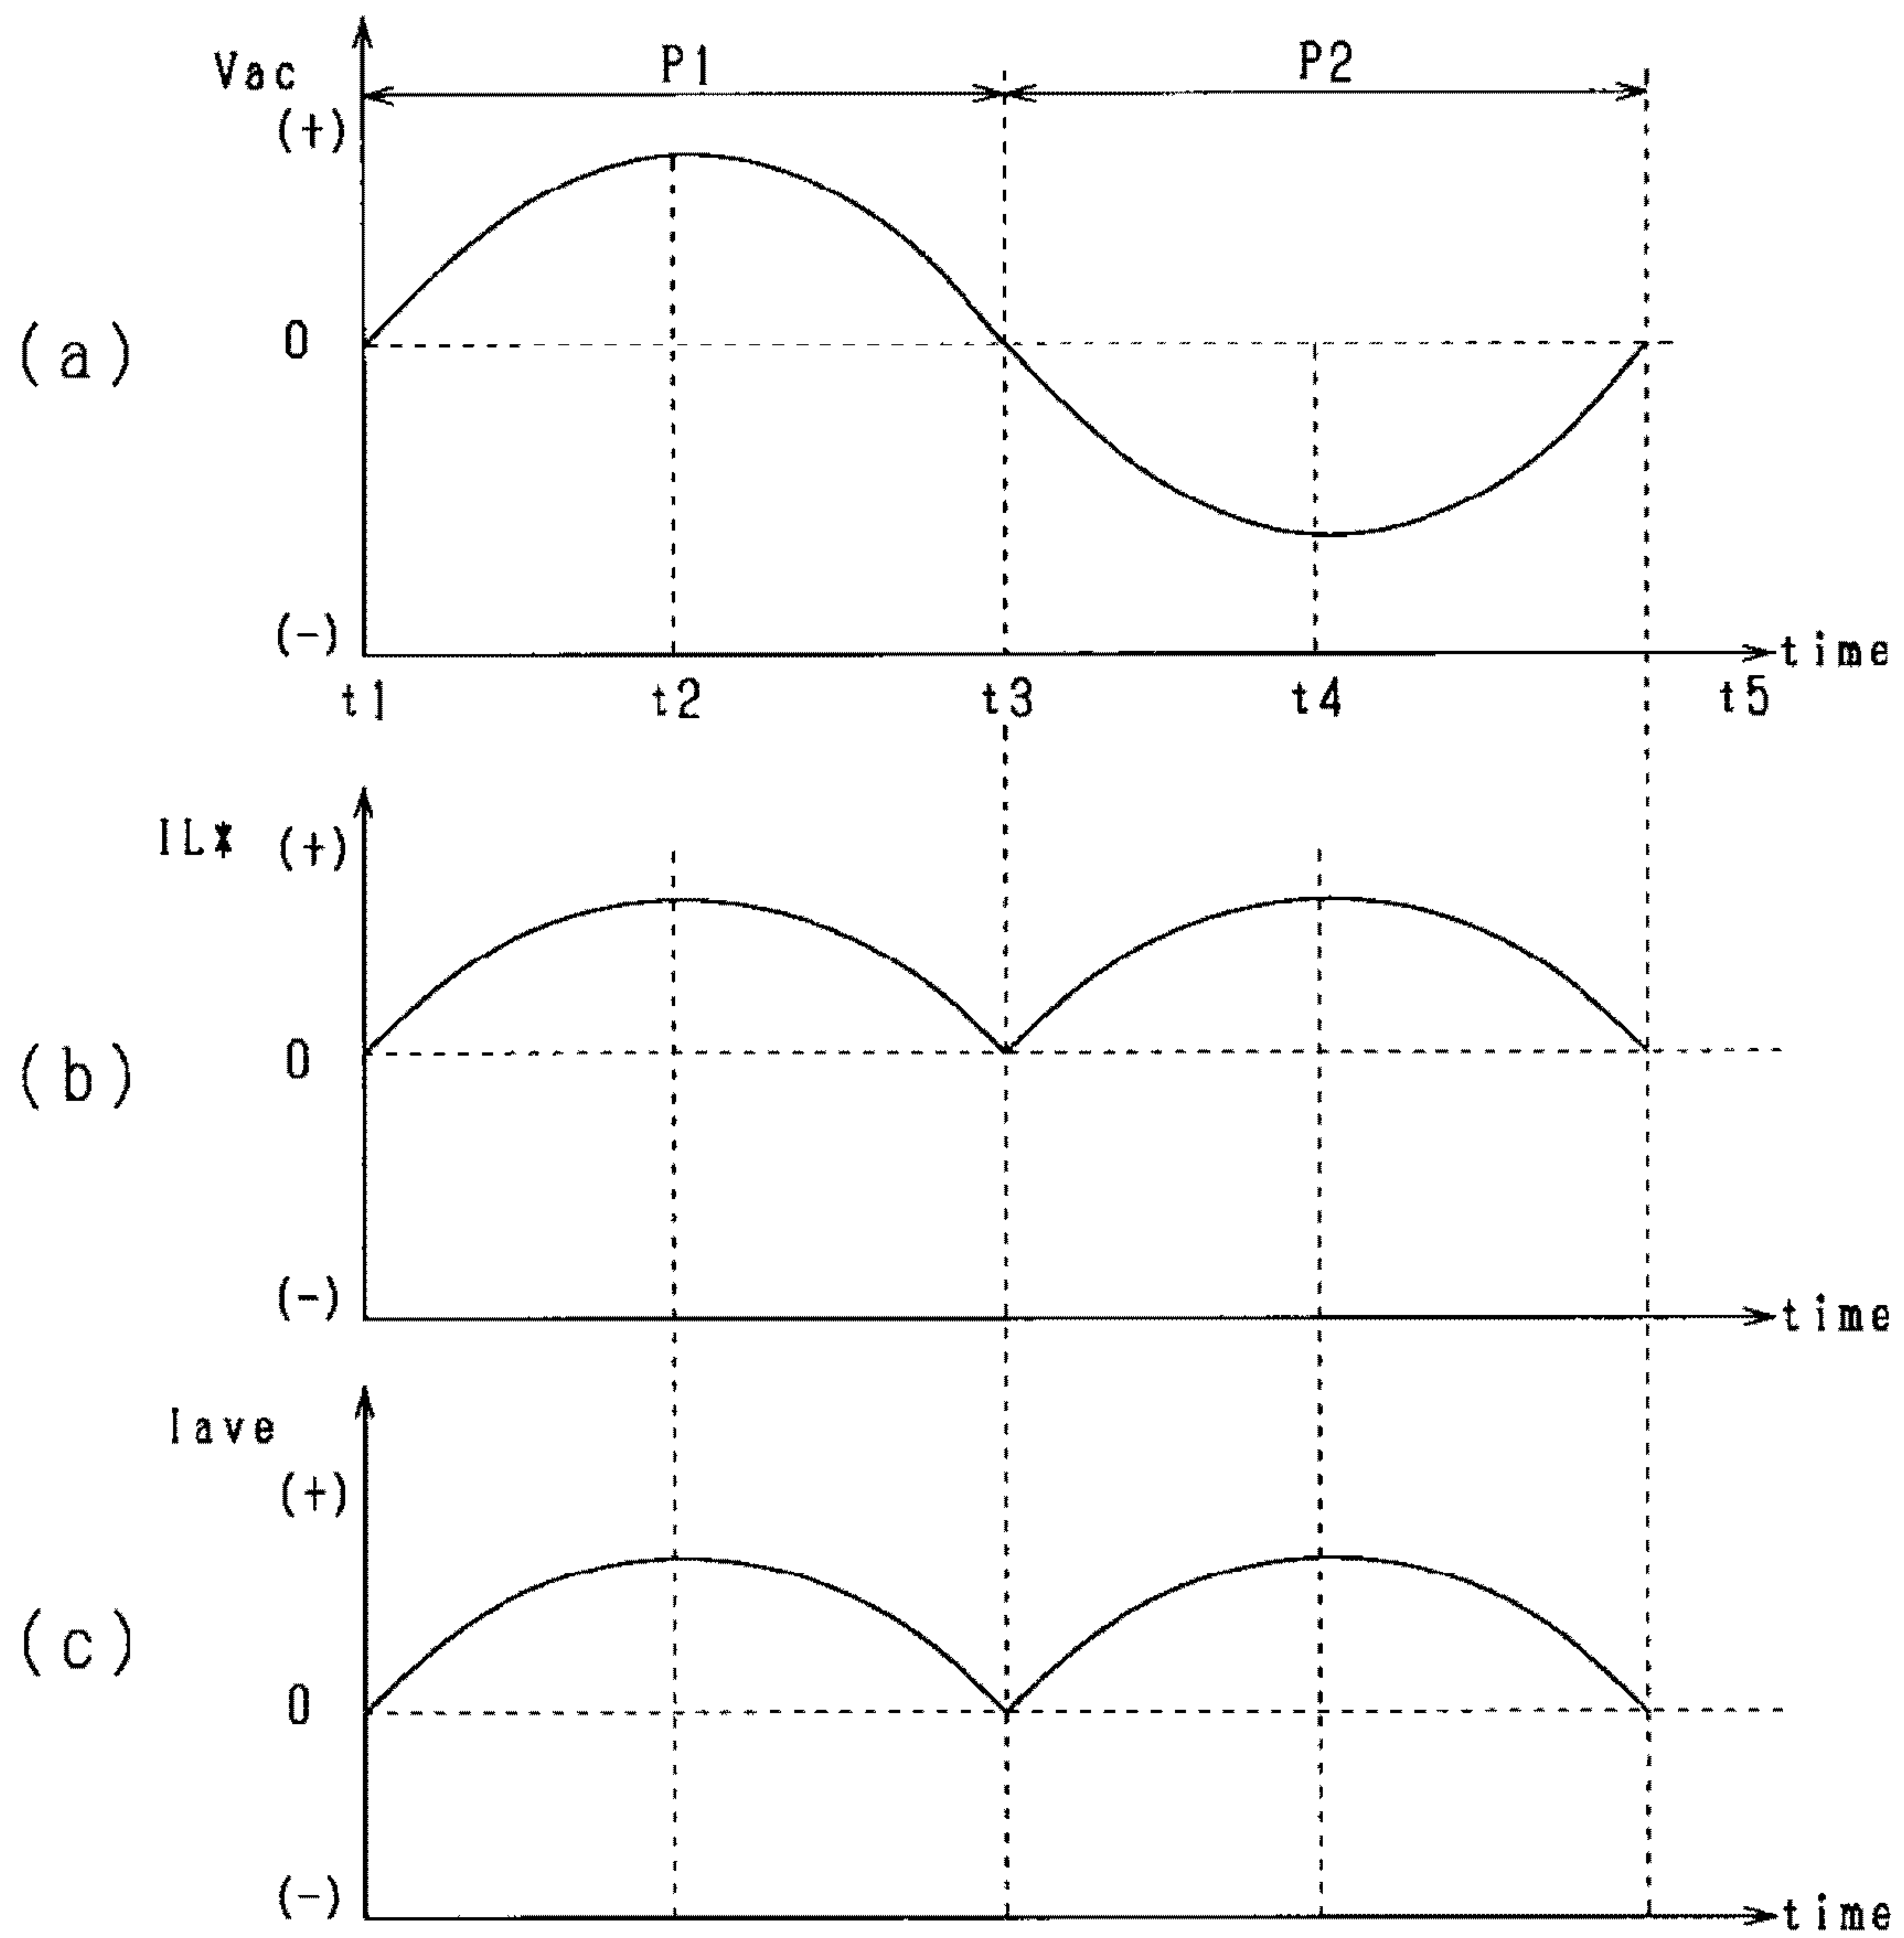 Vac P1 P2
(+)
(a) 0
(-) time
t1 t2 t3 t4 t5
IL* (+)
(b) 0
(-) time
Iave
(+)
(c) 0
(-) time